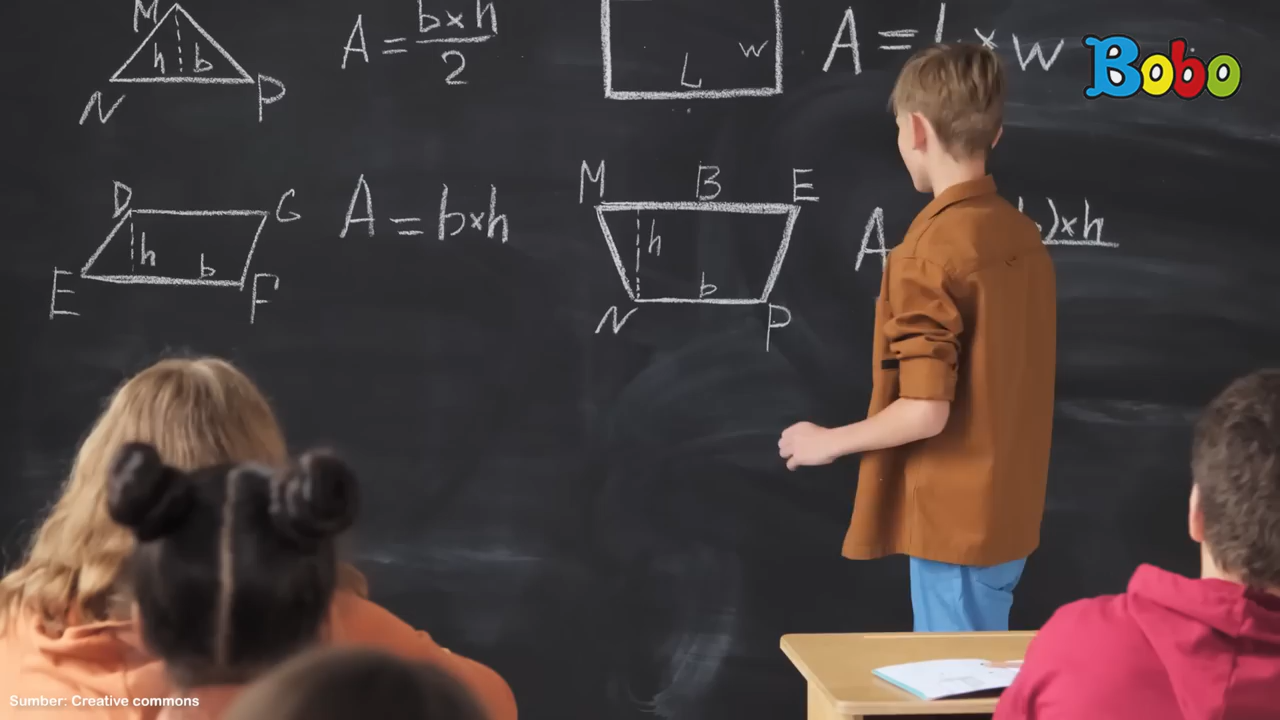 M
h b
N P
A = b×h
2
W
L
A = L × W
Bobo
D C
h
b
E F
A = b×h
M B E
h
b
N P
A
b)×h
Sumber: Creative commons